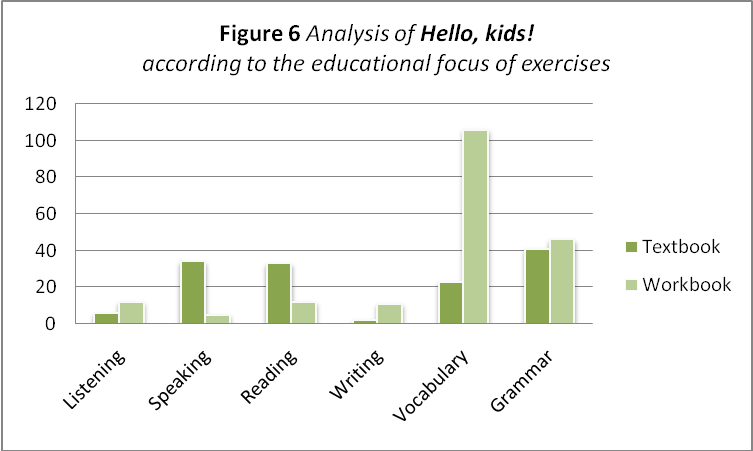 Figure 6 Analysis of Hello, kids!
according to the educational focus of exercises
120
100
80
60
40
20
0
Listening
Speaking
Reading
Writing
Vocabulary
Grammar
Textbook
Workbook